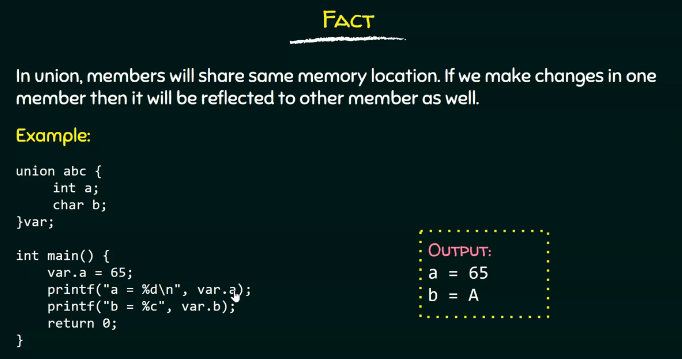 FACT
In union, members will share same memory location. If we make changes in one
member then it will be reflected to other member as well.
Example:
union abc {
int a;
char b;
}var;
int main() {
var.a = 65;
printf("a = %d\n", var.a);
printf("b = %c", var.b);
return 0;
}
OUTPUT:
a = 65
b = A